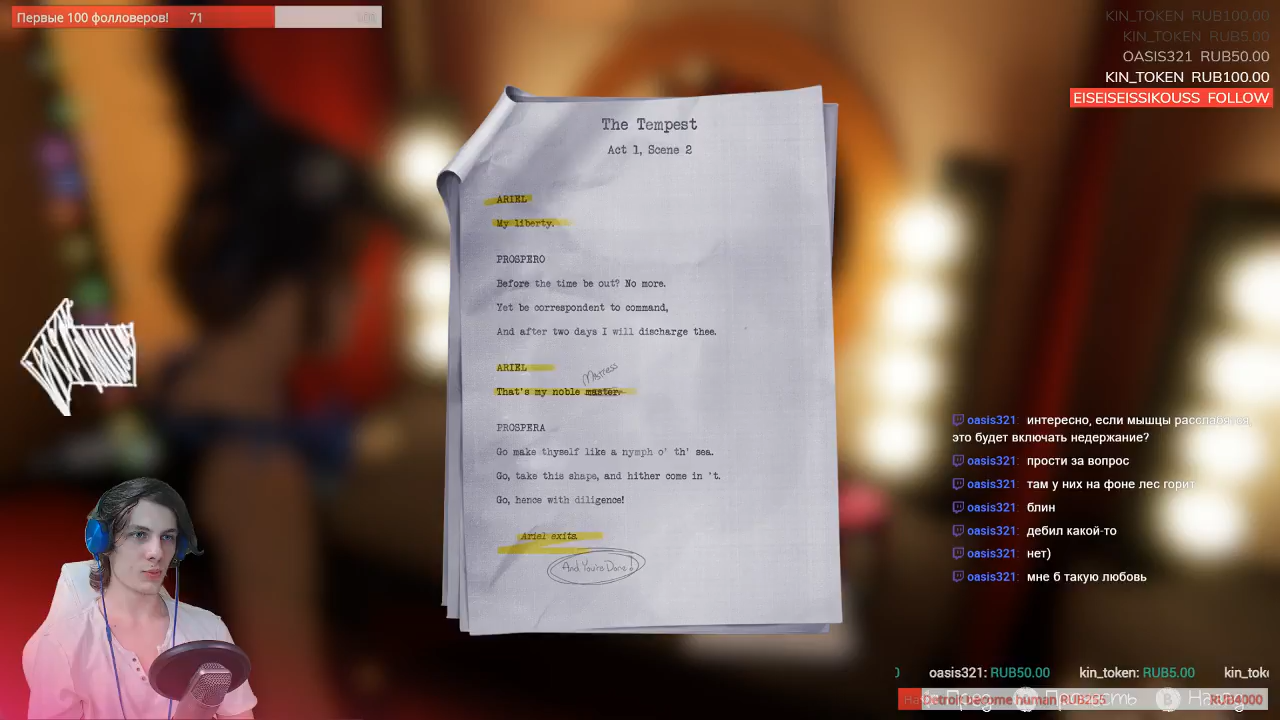 Первые 100 фолловеров! 71
KIN_TOKEN RUB100.00
KIN_TOKEN RUB5.00
OASIS321 RUB50.00
KIN_TOKEN RUB100.00
EISEISEISSIKOUSS FOLLOW
The Tempest
Act 1, Scene 2
ARIEL
My liberty.
PROSPERO
Before the time be out? No more.
Yet be correspondent to command,
And after two days I will discharge thee.
ARIEL
Mistress
That's my noble master.
PROSPERA
Go make thyself like a nymph o' th' sea.
Go, take this shape, and hither come in 't.
Go, hence with diligence!
Ariel exits.
And You're Done!
oasis321: интересно, если мышцы расслабятся,
это будет включать недержание?
oasis321: прости за вопрос
oasis321: там у них на фоне лес горит
oasis321: блин
oasis321: дебил какой-то
oasis321: нет)
oasis321: мне б такую любовь
oasis321: RUB50.00 kin_token: RUB5.00 kin_tok
Detroit become human RUB265 RUB4000
B